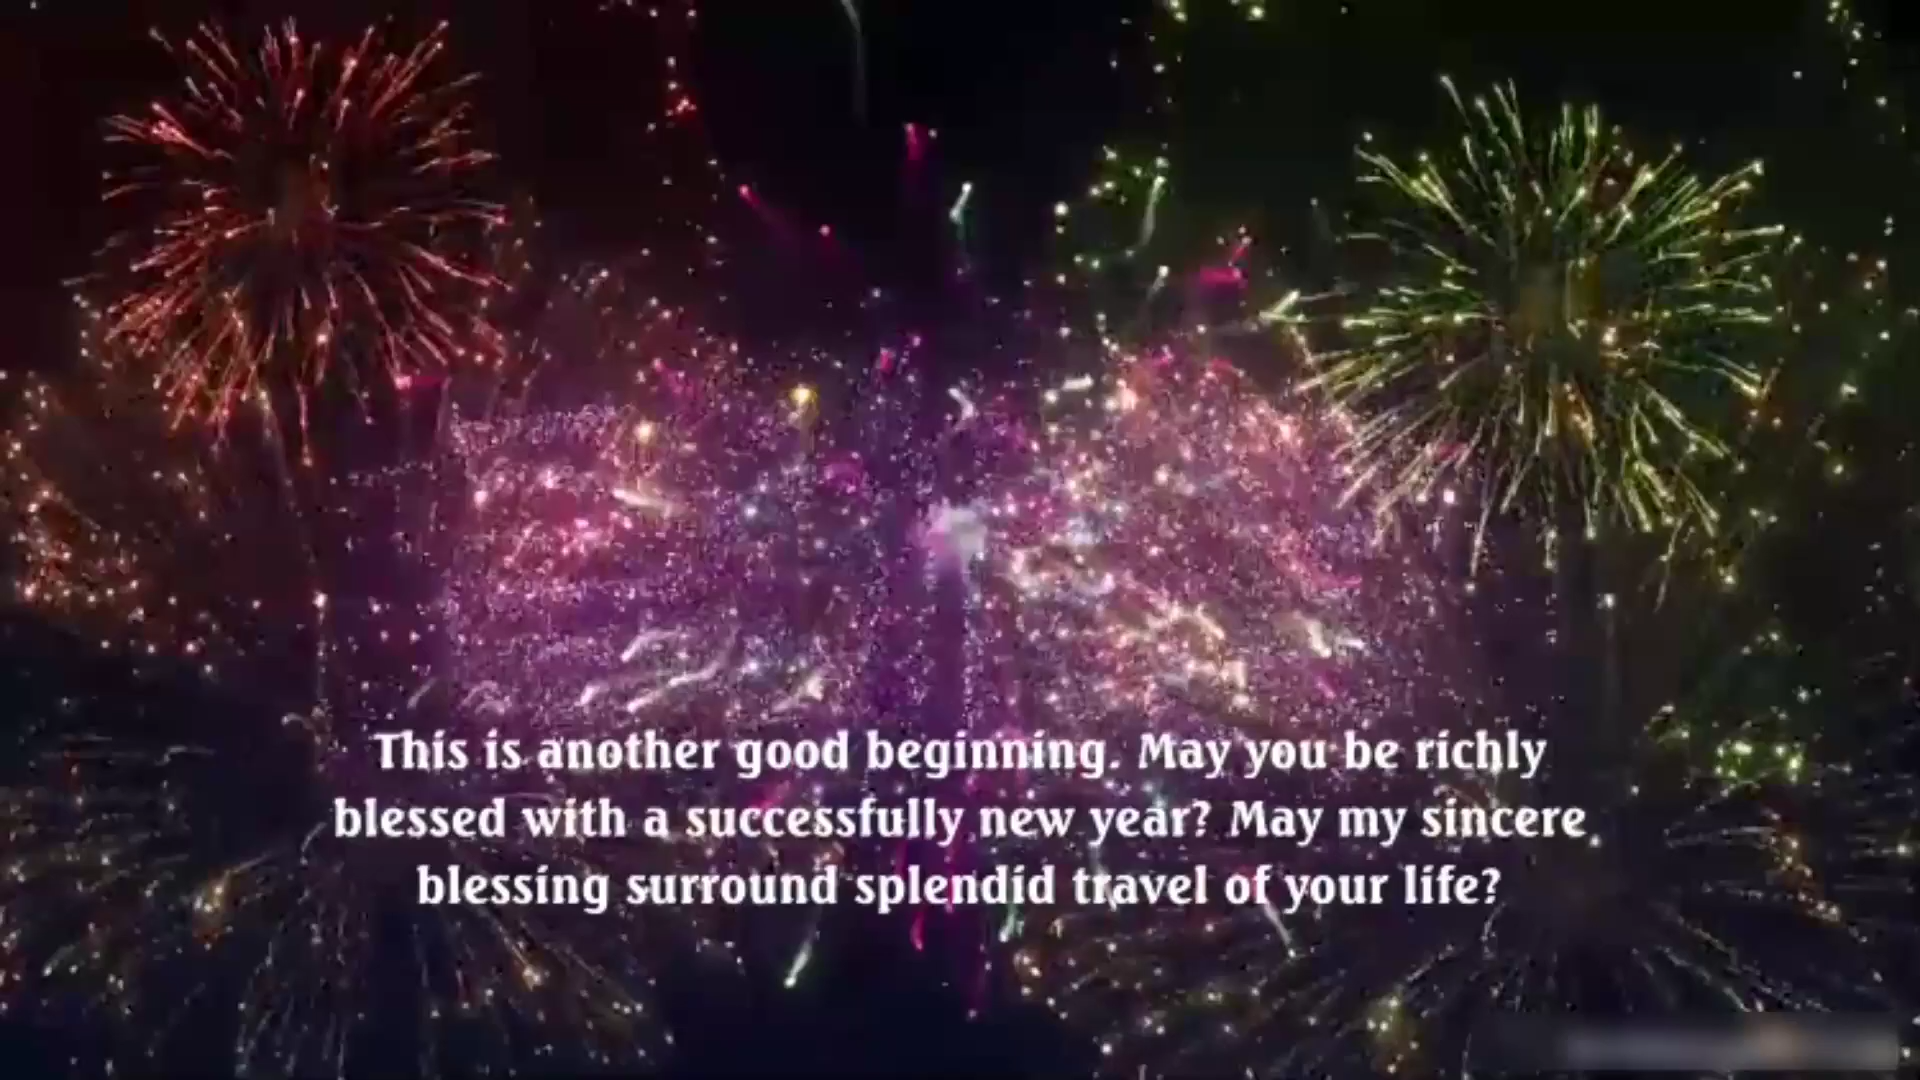 This is another good beginning. May you be richly
blessed with a successfully new year? May my sincere
blessing surround splendid travel of your life?